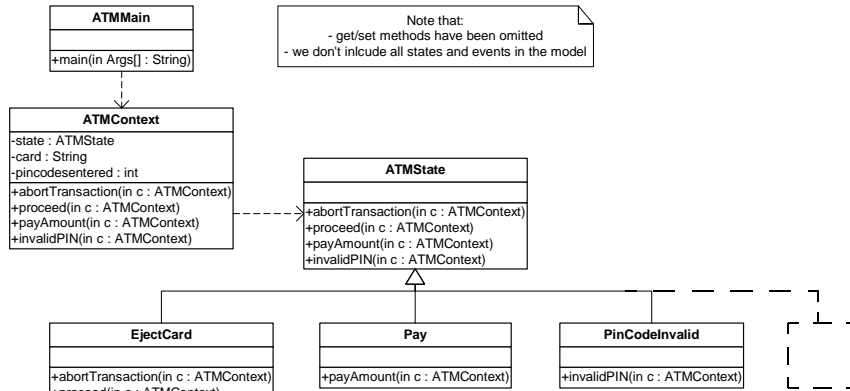 ATMMain
+main(in Args[] : String)
Note that:
- get/set methods have been omitted
- we don't inlcude all states and events in the model
ATMContext
-state : ATMState
-card : String
-pincodesentered : int
+abortTransaction(in c : ATMContext)
+proceed(in c : ATMContext)
+payAmount(in c : ATMContext)
+invalidPIN(in c : ATMContext)
ATMState
+abortTransaction(in c : ATMContext)
+proceed(in c : ATMContext)
+payAmount(in c : ATMContext)
+invalidPIN(in c : ATMContext)
EjectCard
+abortTransaction(in c : ATMContext)
+proceed(in c : ATMContext)
Pay
+payAmount(in c : ATMContext)
PinCodeInvalid
+invalidPIN(in c : ATMContext)